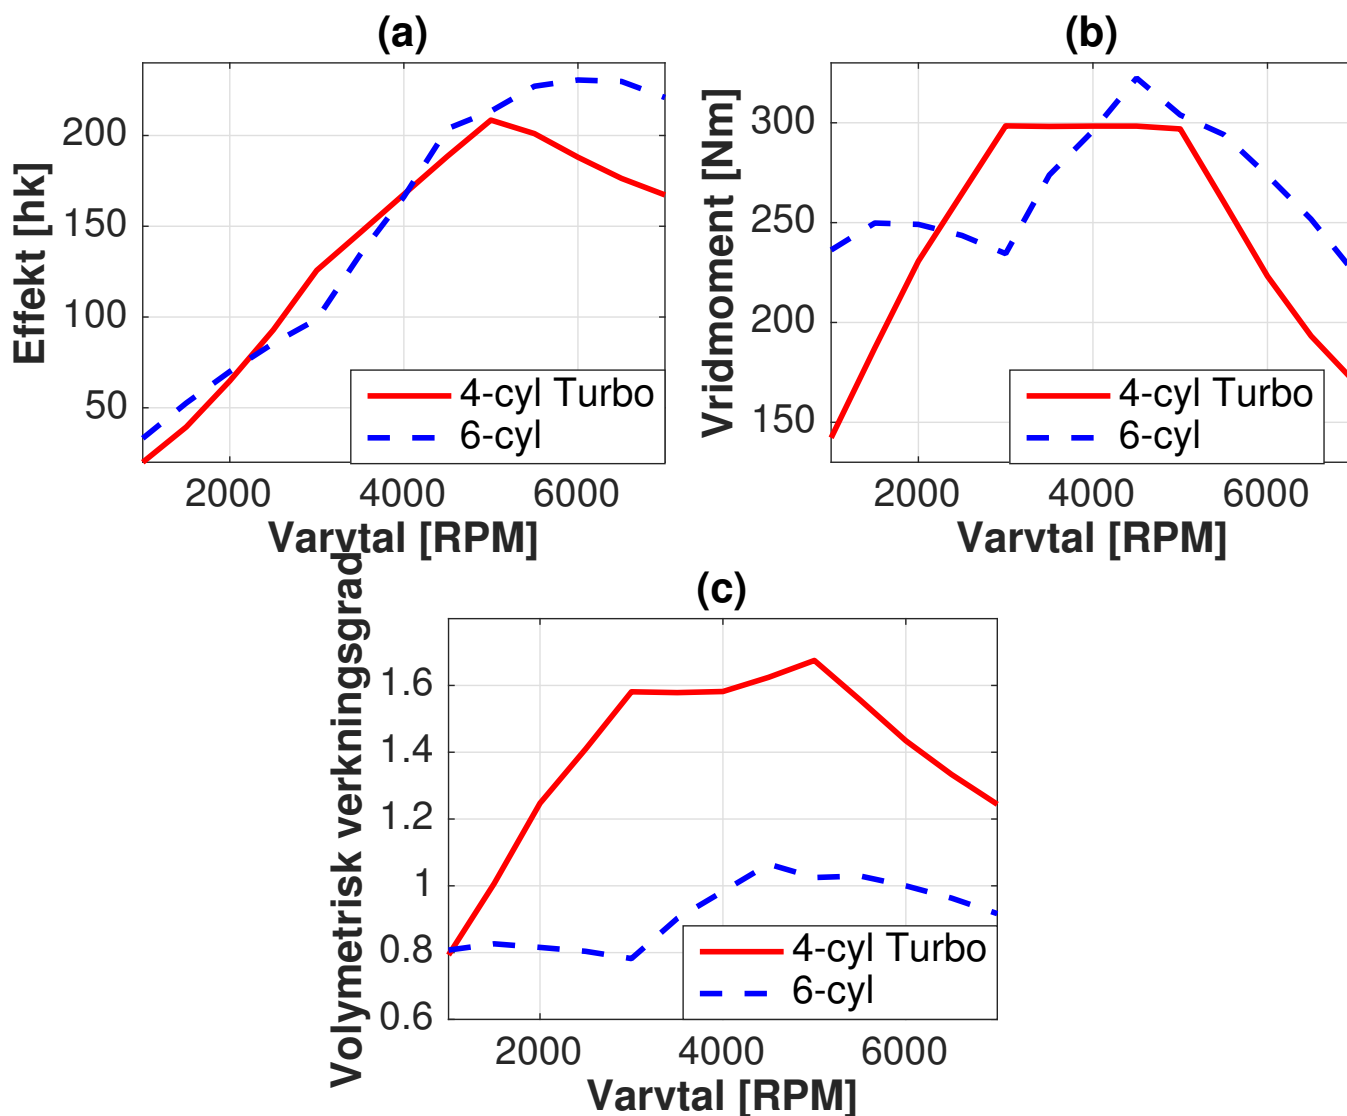 (a)
Effekt [hk]
200
150
100
50
4-cyl Turbo
6-cyl
2000 4000 6000
Varvtal [RPM]
(b)
Vridmoment [Nm]
300
250
200
150
4-cyl Turbo
6-cyl
2000 4000 6000
Varvtal [RPM]
(c)
Volymetrisk verkningsgrad
1.6
1.4
1.2
1
0.8
0.6
4-cyl Turbo
6-cyl
2000 4000 6000
Varvtal [RPM]